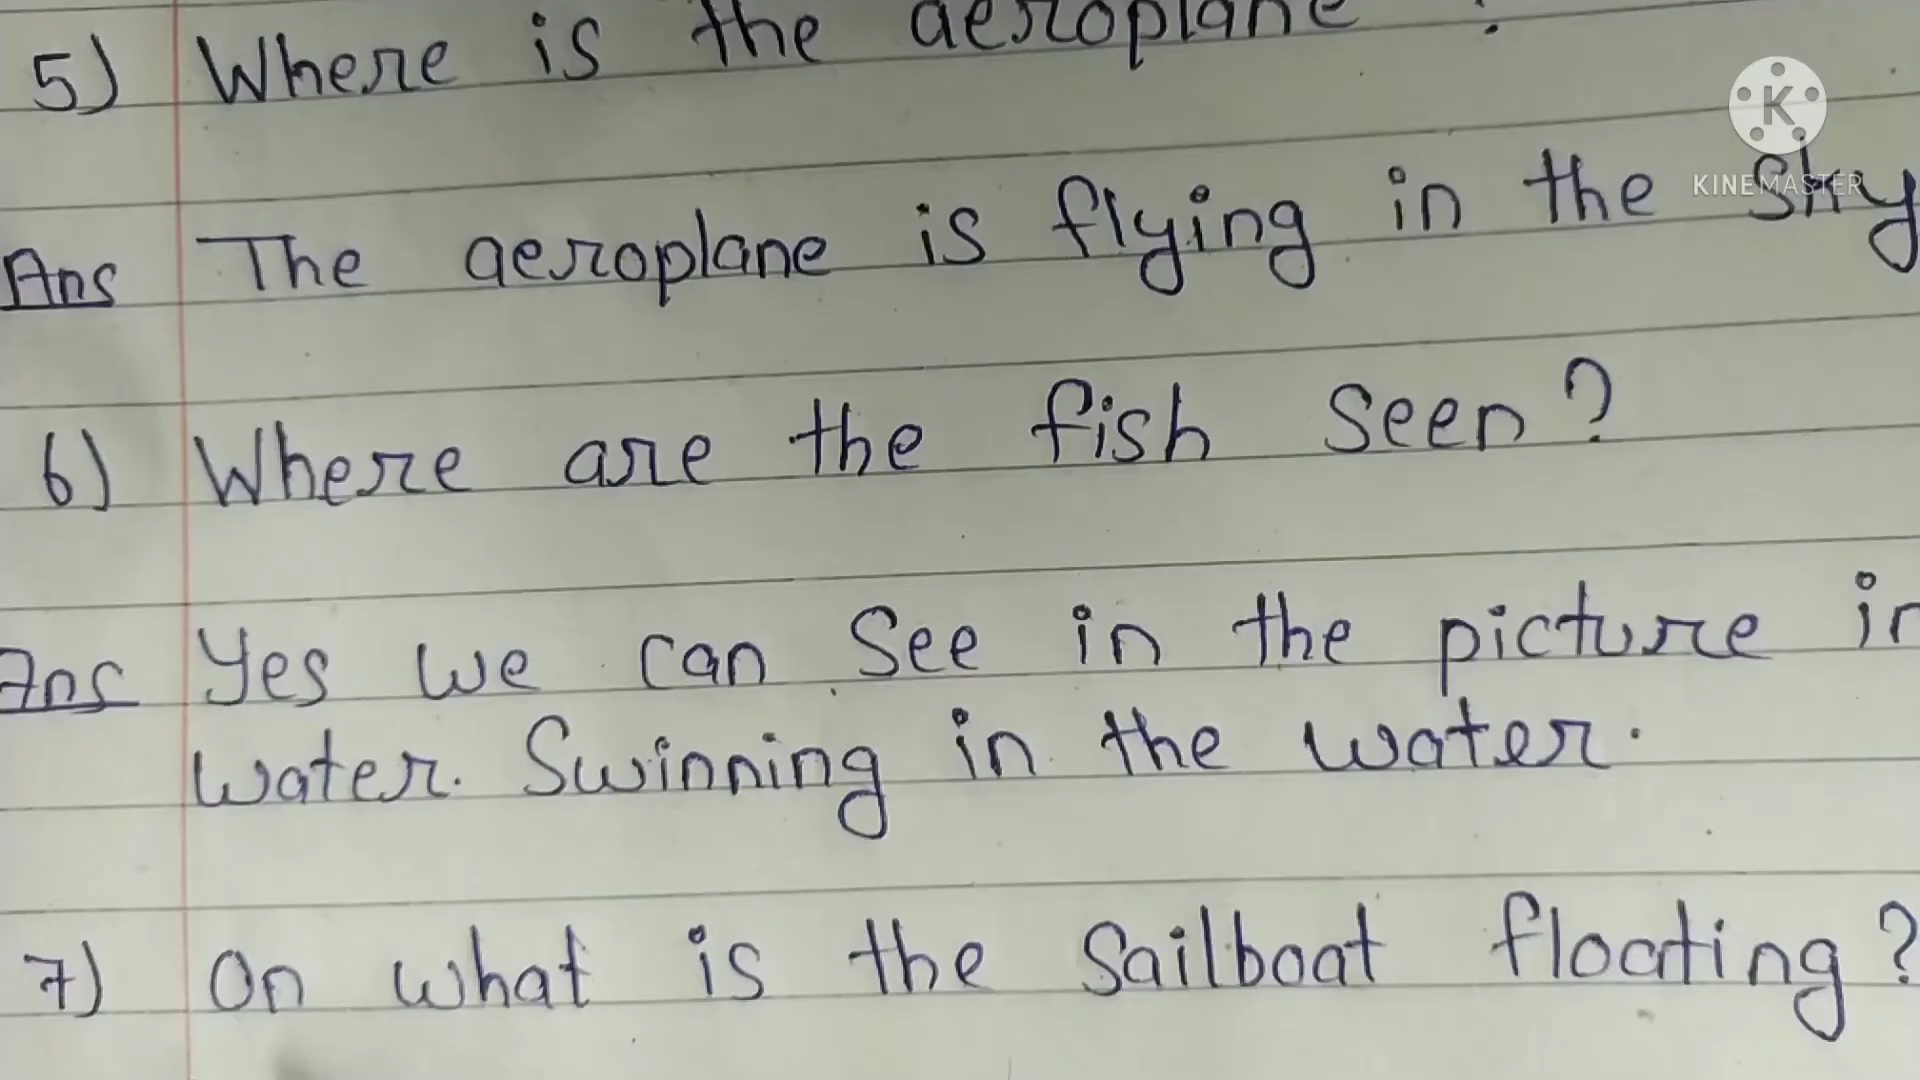 5) Where is the aeroplane ?
K
KINEMASTER
Ans The aeroplane is flying in the sky
6) Where are the fish seen?
Ans Yes we can See in the picture in
water. Swinning in the water.
7) On what is the Sailboat floating?